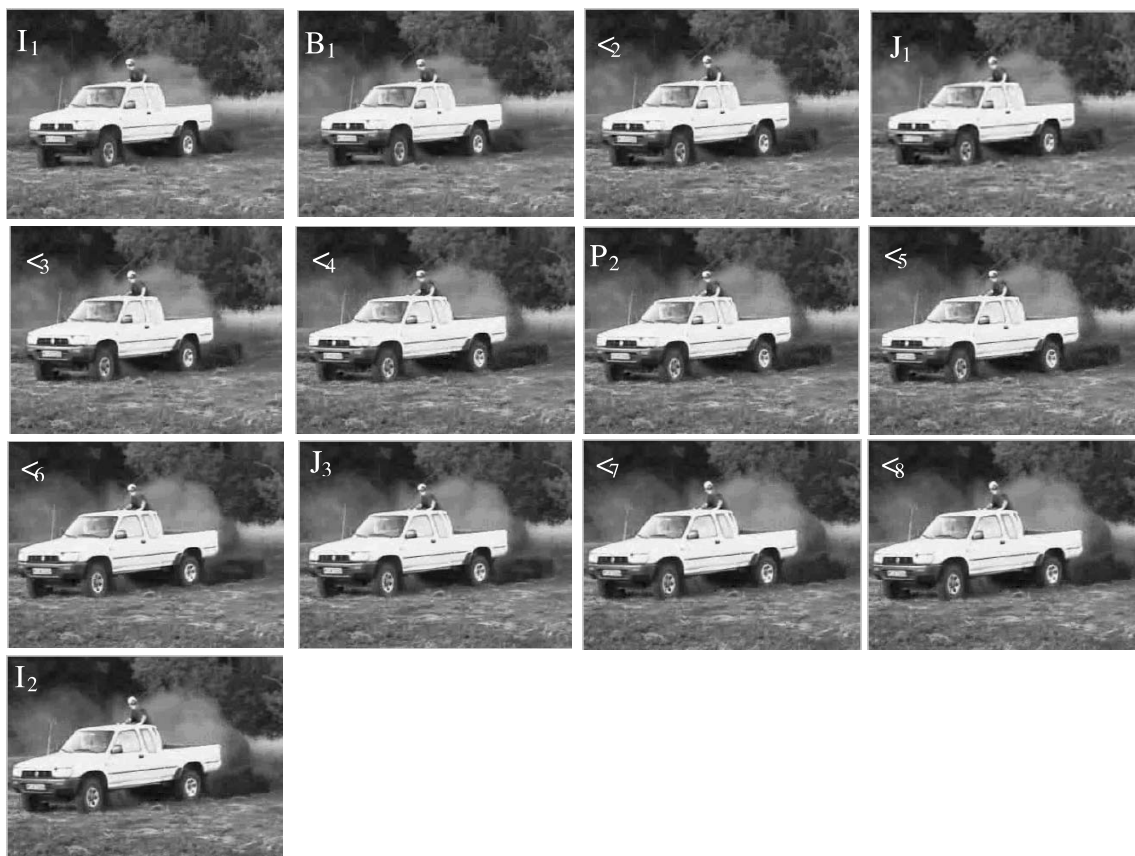 I₁ B₁ <₂ J₁
<₃ <₄ P₂ <₅
<₆ J₃ <₇ <₈
I₂